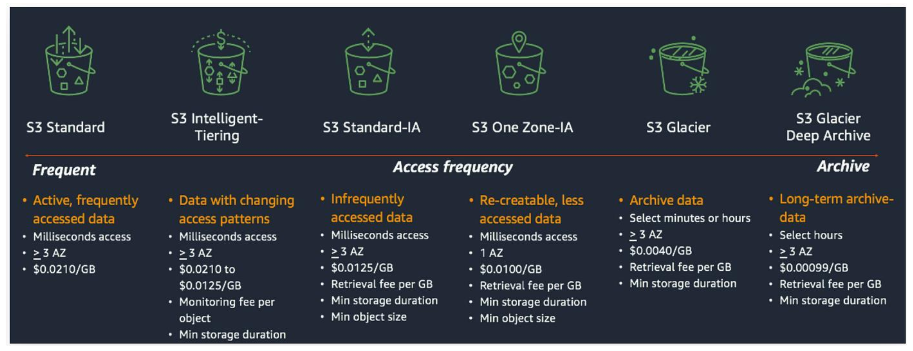 S3 Standard
S3 Intelligent-
Tiering
S3 Standard-IA
S3 One Zone-IA
S3 Glacier
S3 Glacier
Deep Archive
Frequent
Access frequency
Archive
• Active, frequently
accessed data
• Milliseconds access
• ≥ 3 AZ
• $0.0210/GB
• Data with changing
access patterns
• Milliseconds access
• ≥ 3 AZ
• $0.0210 to
$0.0125/GB
• Monitoring fee per
object
• Min storage duration
• Infrequently
accessed data
• Milliseconds access
• ≥ 3 AZ
• $0.0125/GB
• Retrieval fee per GB
• Min storage duration
• Min object size
• Re-creatable, less
accessed data
• Milliseconds access
• 1 AZ
• $0.0100/GB
• Retrieval fee per GB
• Min storage duration
• Min object size
• Archive data
• Select minutes or hours
• ≥ 3 AZ
• $0.0040/GB
• Retrieval fee per GB
• Min storage duration
• Long-term archive-
data
• Select hours
• ≥ 3 AZ
• $0.00099/GB
• Retrieval fee per GB
• Min storage duration